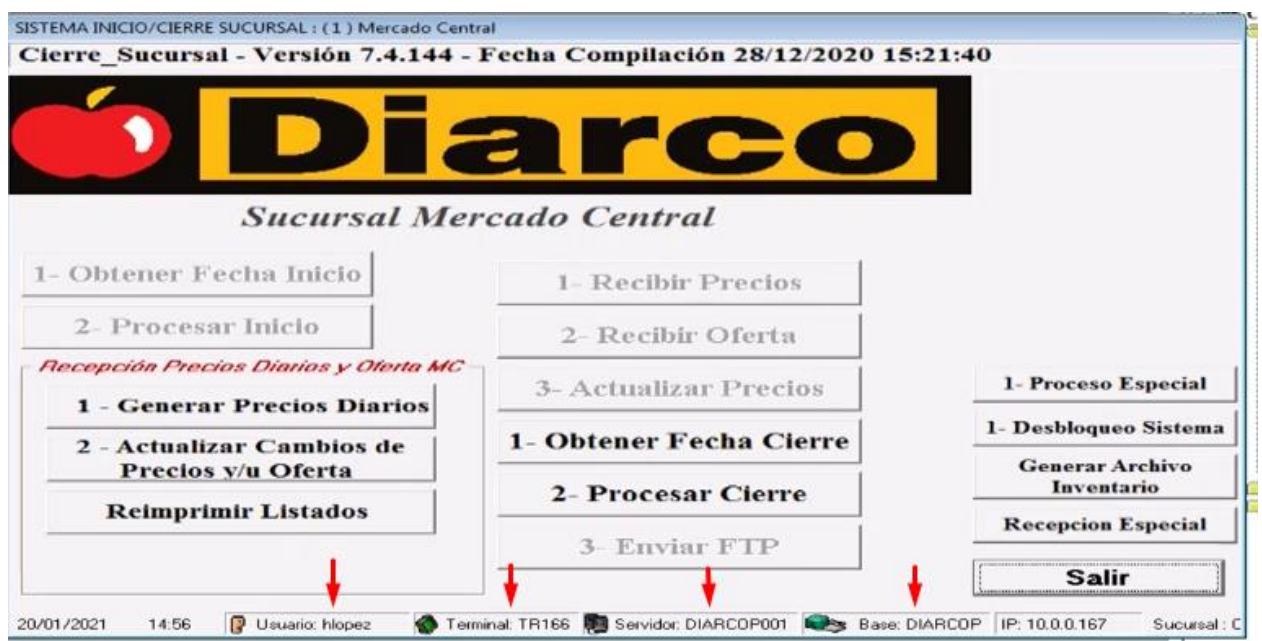 SISTEMA INICIO/CIERRE SUCURSAL : ( 1 ) Mercado Central
Cierre_Sucursal - Versión 7.4.144 - Fecha Compilación 28/12/2020 15:21:40
Diarco
Sucursal Mercado Central
1- Obtener Fecha Inicio
2- Procesar Inicio
Recepción Precios Diarios y Oferta MC
1 - Generar Precios Diarios
2 - Actualizar Cambios de
Precios y/u Oferta
Reimprimir Listados
1- Recibir Precios
2- Recibir Oferta
3- Actualizar Precios
1- Obtener Fecha Cierre
2- Procesar Cierre
3- Enviar FTP
1- Proceso Especial
1- Desbloqueo Sistema
Generar Archivo
Inventario
Recepcion Especial
Salir
20/01/2021 14:56 Usuario: hlopez Terminal: TR166 Servidor: DIARCOP001 Base: DIARCOP IP: 10.0.0.167 Sucursal :